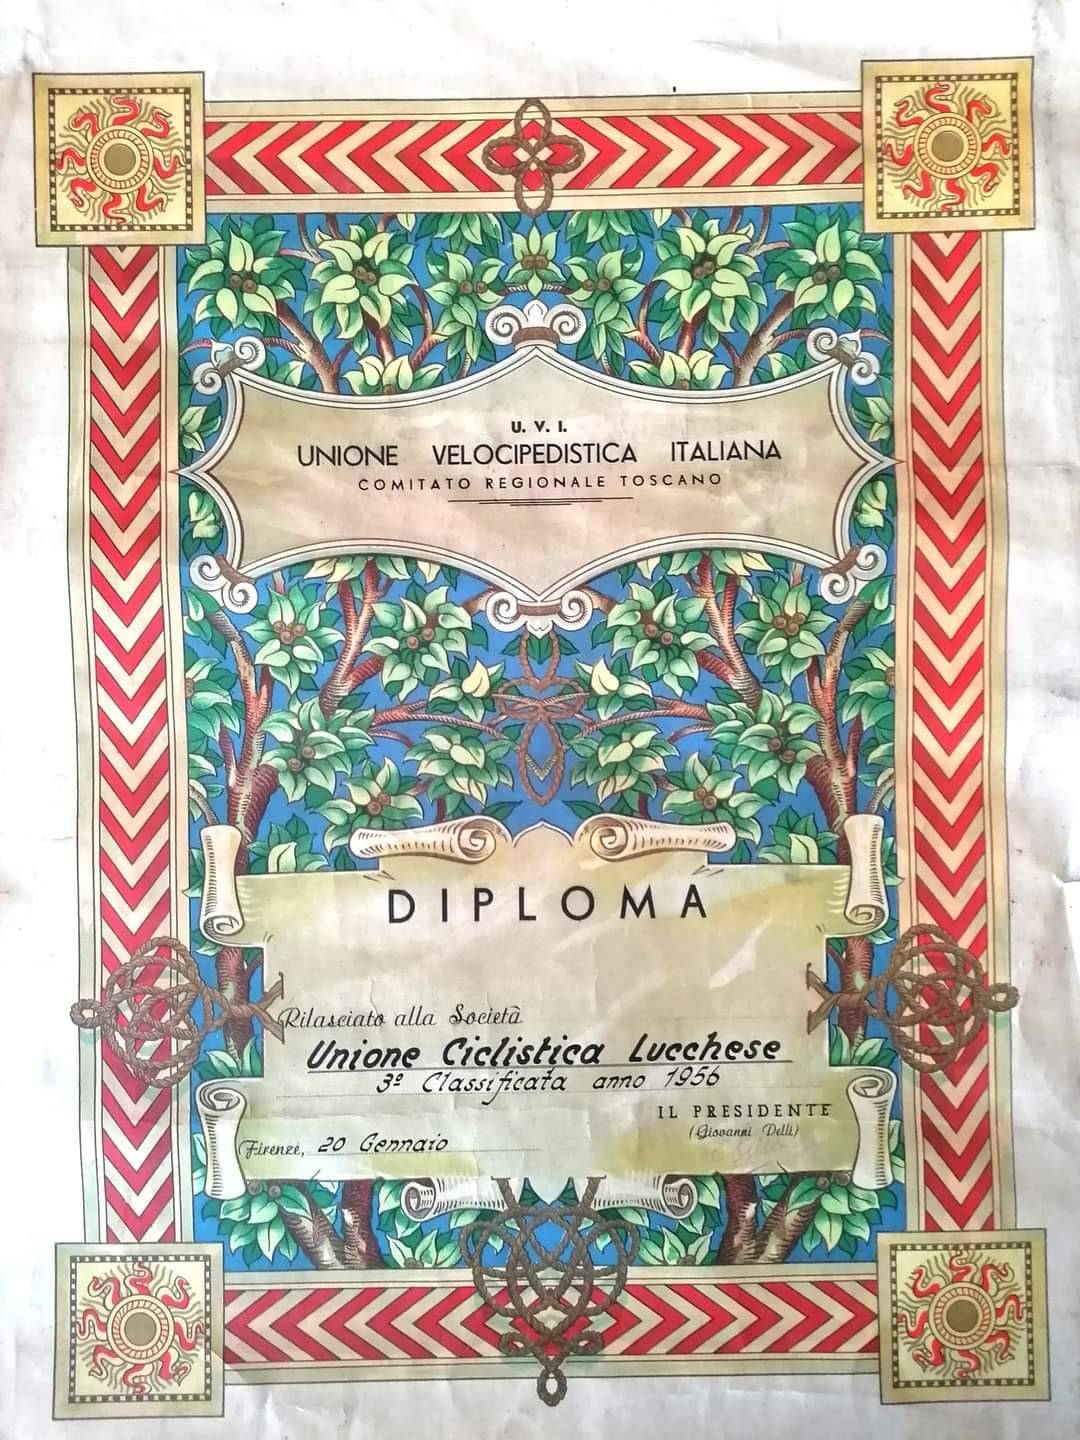 U. V. I.
UNIONE VELOCIPEDISTICA ITALIANA
COMITATO REGIONALE TOSCANO
DIPLOMA
Rilasciato alla Società
Unione Ciclistica Lucchese
3ª Classificata anno 1956
IL PRESIDENTE
(Giovanni Delli)
Firenze, 20 Gennaio